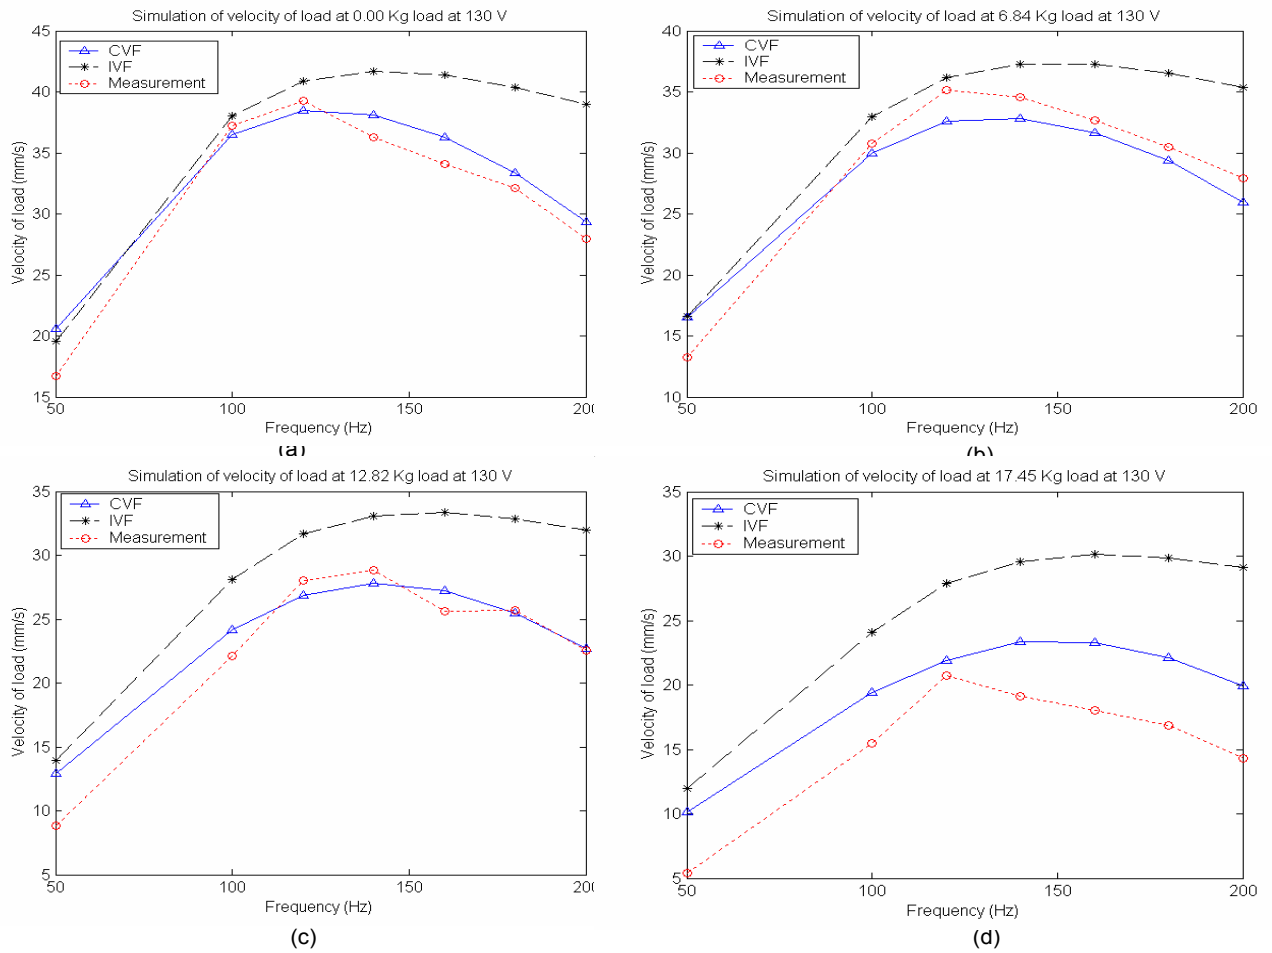 Simulation of velocity of load at 0.00 Kg load at 130 V
45
40
35
30
25
20
15
Velocity of load (mm/s)
CVF
IVF
Measurement
50
100
150
200
Frequency (Hz)
(a)
Simulation of velocity of load at 6.84 Kg load at 130 V
40
35
30
25
20
15
10
Velocity of load (mm/s)
CVF
IVF
Measurement
50
100
150
200
Frequency (Hz)
(b)
Simulation of velocity of load at 12.82 Kg load at 130 V
35
30
25
20
15
10
5
Velocity of load (mm/s)
CVF
IVF
Measurement
50
100
150
200
Frequency (Hz)
(c)
Simulation of velocity of load at 17.45 Kg load at 130 V
35
30
25
20
15
10
5
Velocity of load (mm/s)
CVF
IVF
Measurement
50
100
150
200
Frequency (Hz)
(d)